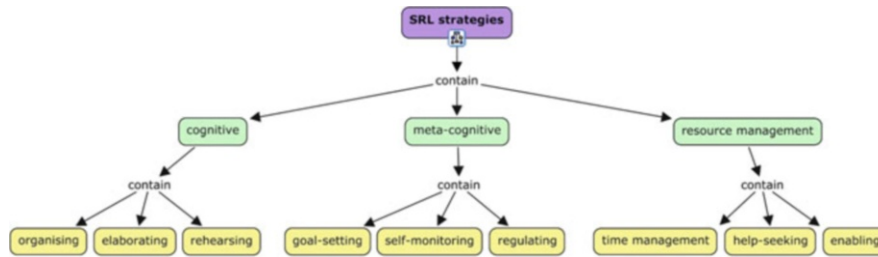 SRL strategies
contain
cognitive
meta-cognitive
resource management
contain
contain
contain
organising
elaborating
rehearsing
goal-setting
self-monitoring
regulating
time management
help-seeking
enabling